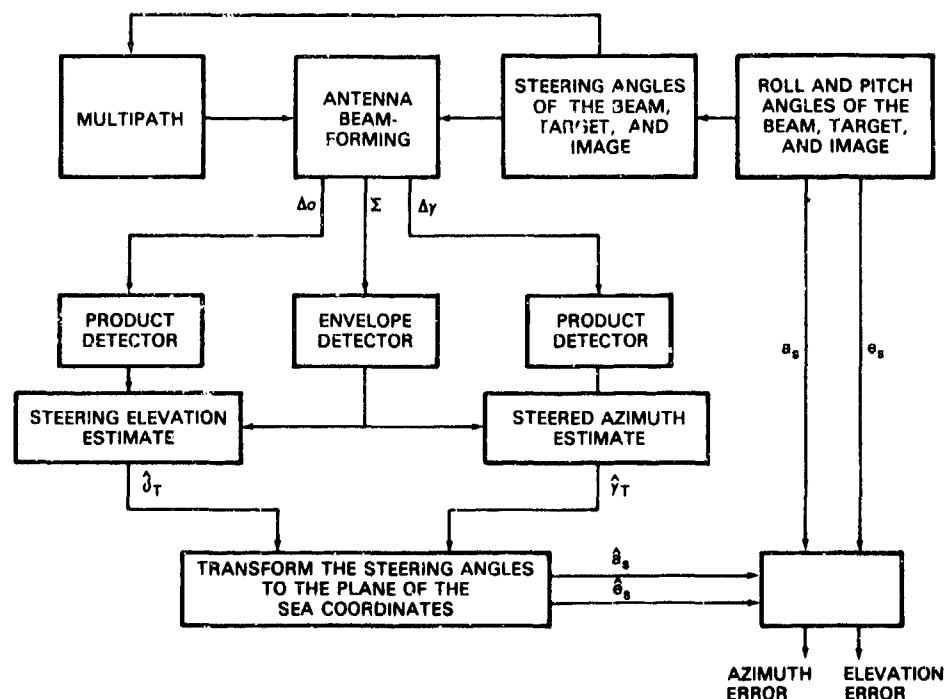 MULTIPATH
ANTENNA
BEAM-
FORMING
STEERING ANGLES
OF THE BEAM,
TARGET, AND
IMAGE
ROLL AND PITCH
ANGLES OF THE
BEAM, TARGET,
AND IMAGE
Δσ
Σ
Δγ
PRODUCT
DETECTOR
ENVELOPE
DETECTOR
PRODUCT
DETECTOR
a_s
e_s
STEERING ELEVATION
ESTIMATE
STEERED AZIMUTH
ESTIMATE
γ̂_T
TRANSFORM THE STEERING ANGLES
TO THE PLANE OF THE
SEA COORDINATES
â_s
ê_s
AZIMUTH
ERROR
ELEVATION
ERROR